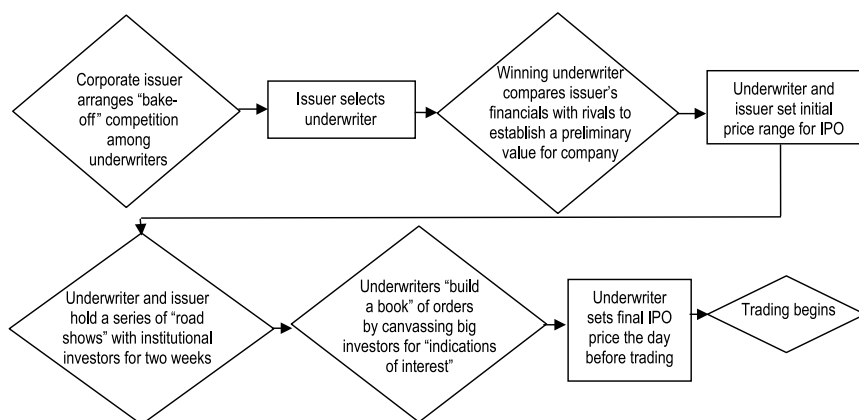 Corporate issuer
arranges “bake-
off” competition
among
underwriters
Issuer selects
underwriter
Winning underwriter
compares issuer’s
financials with rivals to
establish a preliminary
value for company
Underwriter and
issuer set initial
price range for IPO
Underwriter and issuer
hold a series of “road
shows” with institutional
investors for two weeks
Underwriters “build
a book” of orders
by canvassing big
investors for “indications
of interest”
Underwriter
sets final IPO
price the day
before trading
Trading begins